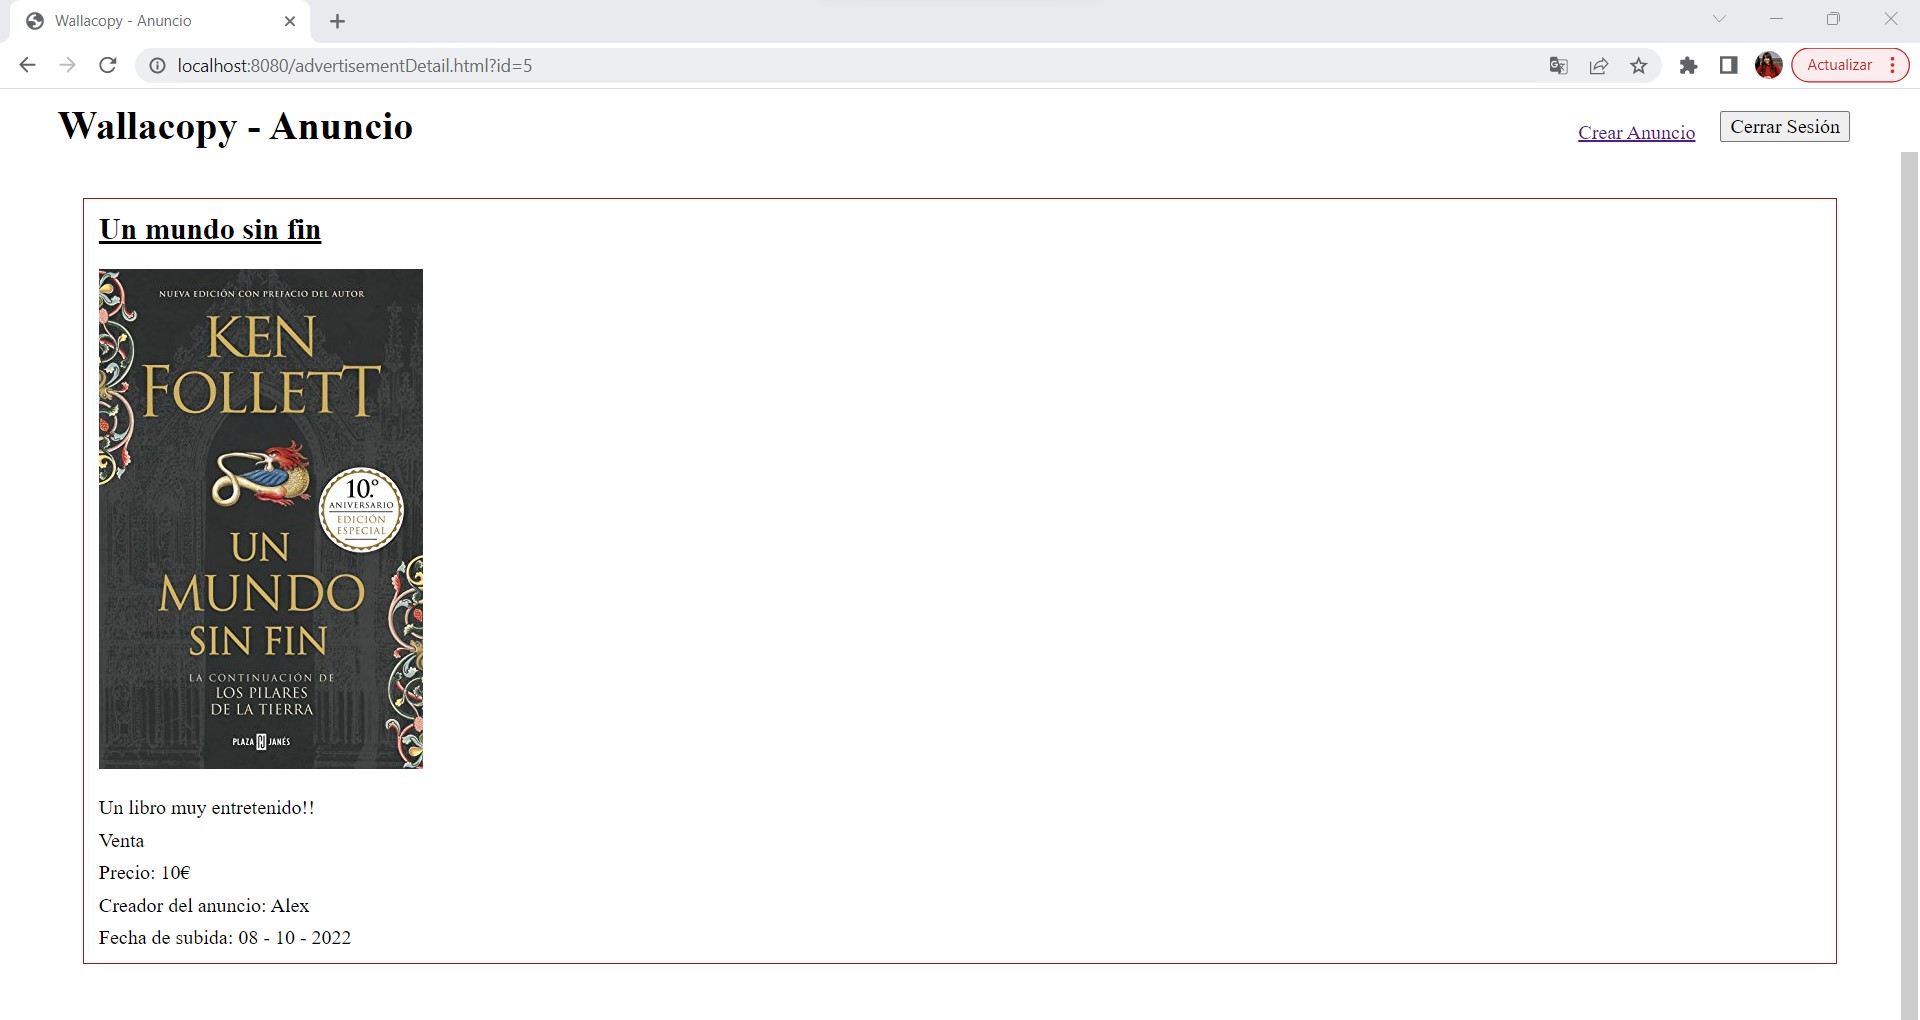 Wallacopy - Anuncio
localhost:8080/advertisementDetail.html?id=5
Actualizar
Wallacopy - Anuncio
Crear Anuncio
Cerrar Sesión
Un mundo sin fin
NUEVA EDICIÓN CON PREFACIO DEL AUTOR
KEN
FOLLETT
10.º
ANIVERSARIO
EDICIÓN
ESPECIAL
UN
MUNDO
SIN FIN
LA CONTINUACIÓN DE
LOS PILARES
DE LA TIERRA
PLAZA JANÉS
Un libro muy entretenido!!
Venta
Precio: 10€
Creador del anuncio: Alex
Fecha de subida: 08 - 10 - 2022